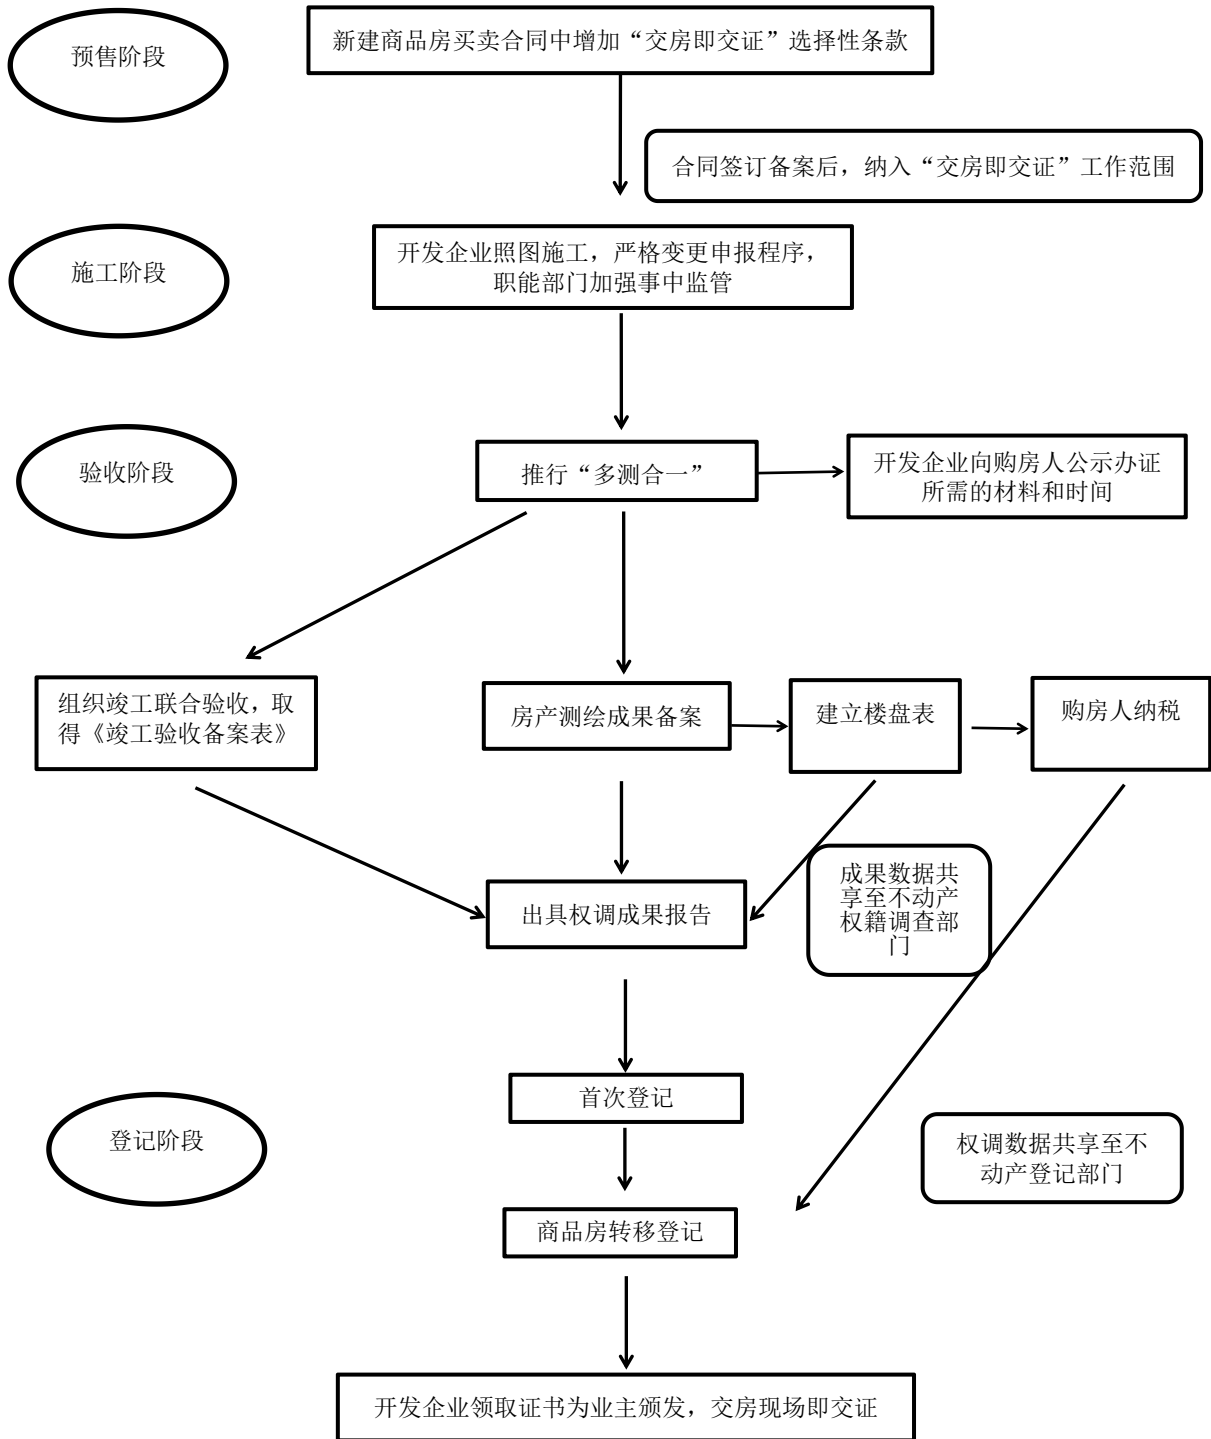 预售阶段
新建商品房买卖合同中增加“交房即交证”选择性条款
合同签订备案后，纳入“交房即交证”工作范围
施工阶段
开发企业照图施工，严格变更申报程序，
职能部门加强事中监管
验收阶段
推行“多测合一”
开发企业向购房人公示办证
所需的材料和时间
组织竣工联合验收，取
得《竣工验收备案表》
房产测绘成果备案
建立楼盘表
购房人纳税
出具权调成果报告
成果数据共
享至不动产
权籍调查部
门
首次登记
登记阶段
权调数据共享至不
动产登记部门
商品房转移登记
开发企业领取证书为业主颁发，交房现场即交证